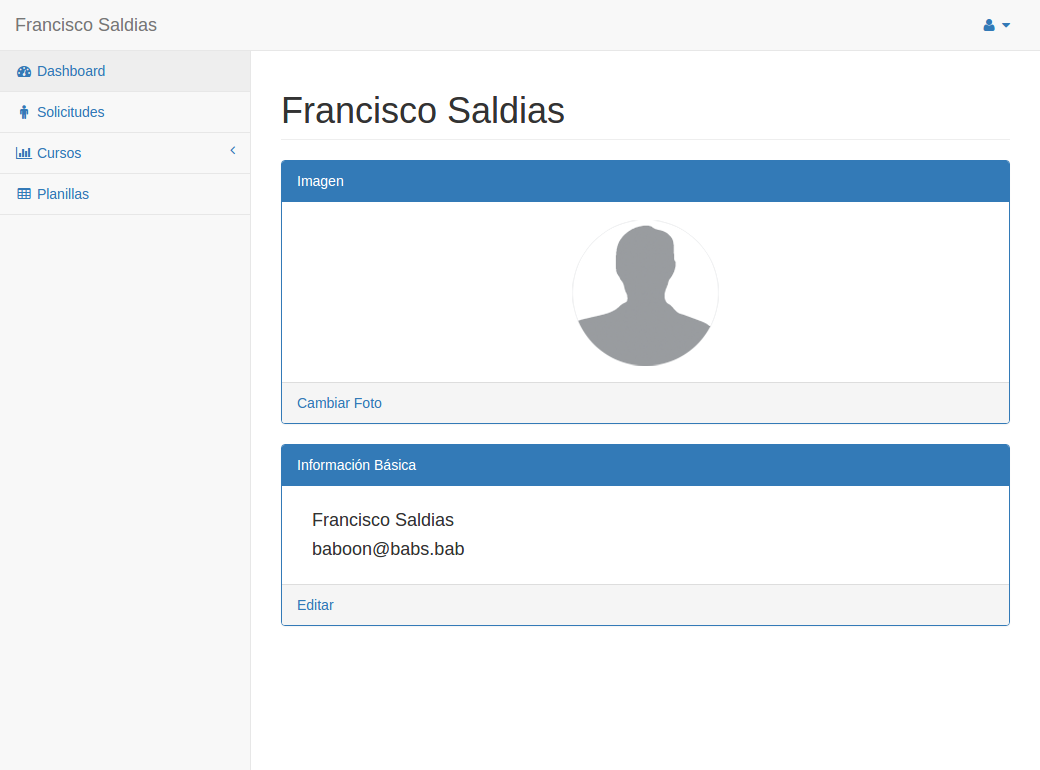 Francisco Saldias
Dashboard
Solicitudes
Cursos
Planillas
Francisco Saldias
Imagen
Cambiar Foto
Información Básica
Francisco Saldias
baboon@babs.bab
Editar